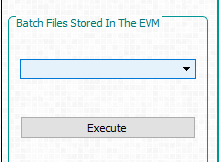 Batch Files Stored In The EVM
Execute